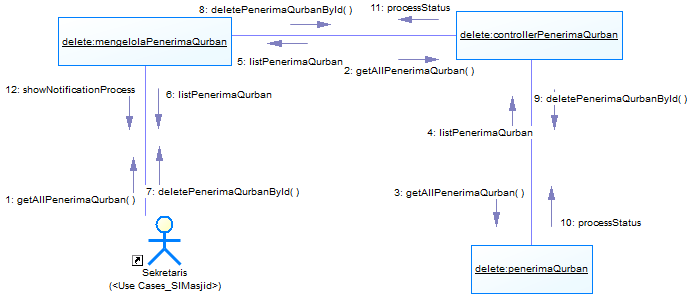 8: deletePenerimaQurbanById( )
11: processStatus
delete:mengelolaPenerimaQurban
delete:controllerPenerimaQurban
5: listPenerimaQurban
2: getAllPenerimaQurban( )
12: showNotificationProcess
6: listPenerimaQurban
9: deletePenerimaQurbanById( )
4: listPenerimaQurban
7: deletePenerimaQurbanById( )
1: getAllPenerimaQurban( )
3: getAllPenerimaQurban( )
10: processStatus
Sekretaris
(<Use Cases_SIMasjid>)
delete:penerimaQurban